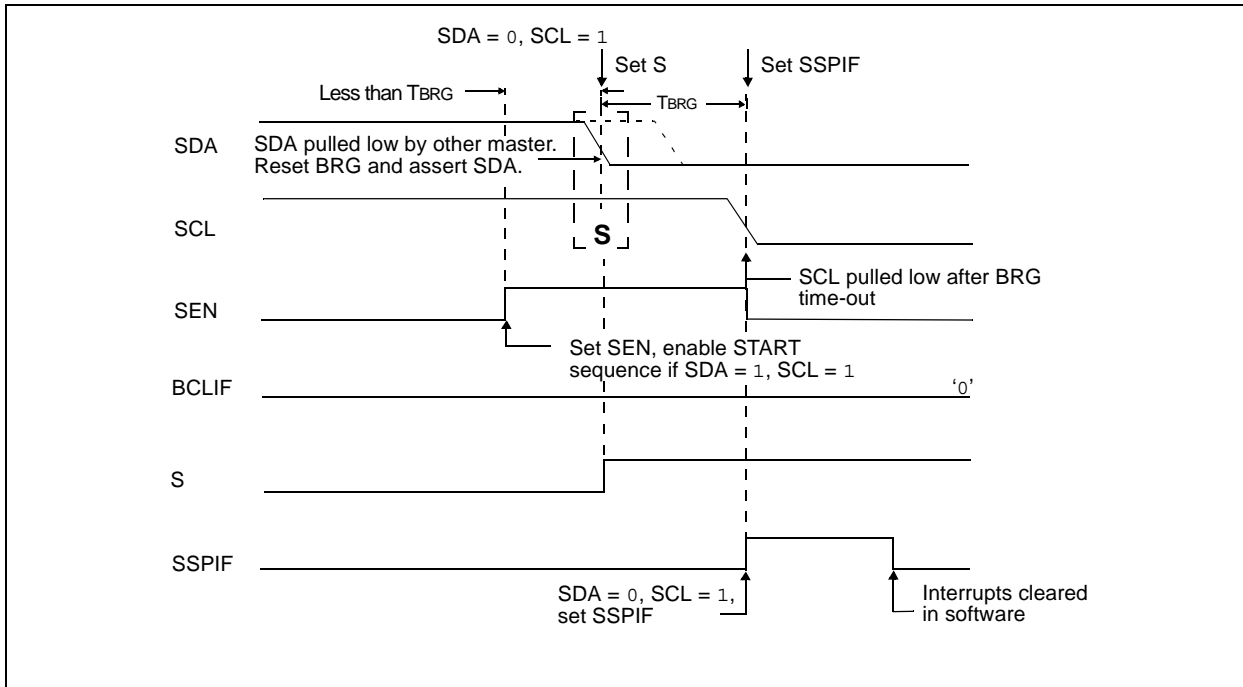 SDA = 0, SCL = 1
Set S
Set SSPIF
Less than TBRG
TBRG
SDA
SDA pulled low by other master.
Reset BRG and assert SDA.
SCL
S
SCL pulled low after BRG
time-out
SEN
Set SEN, enable START
sequence if SDA = 1, SCL = 1
BCLIF
‘0’
S
SSPIF
SDA = 0, SCL = 1,
set SSPIF
Interrupts cleared
in software